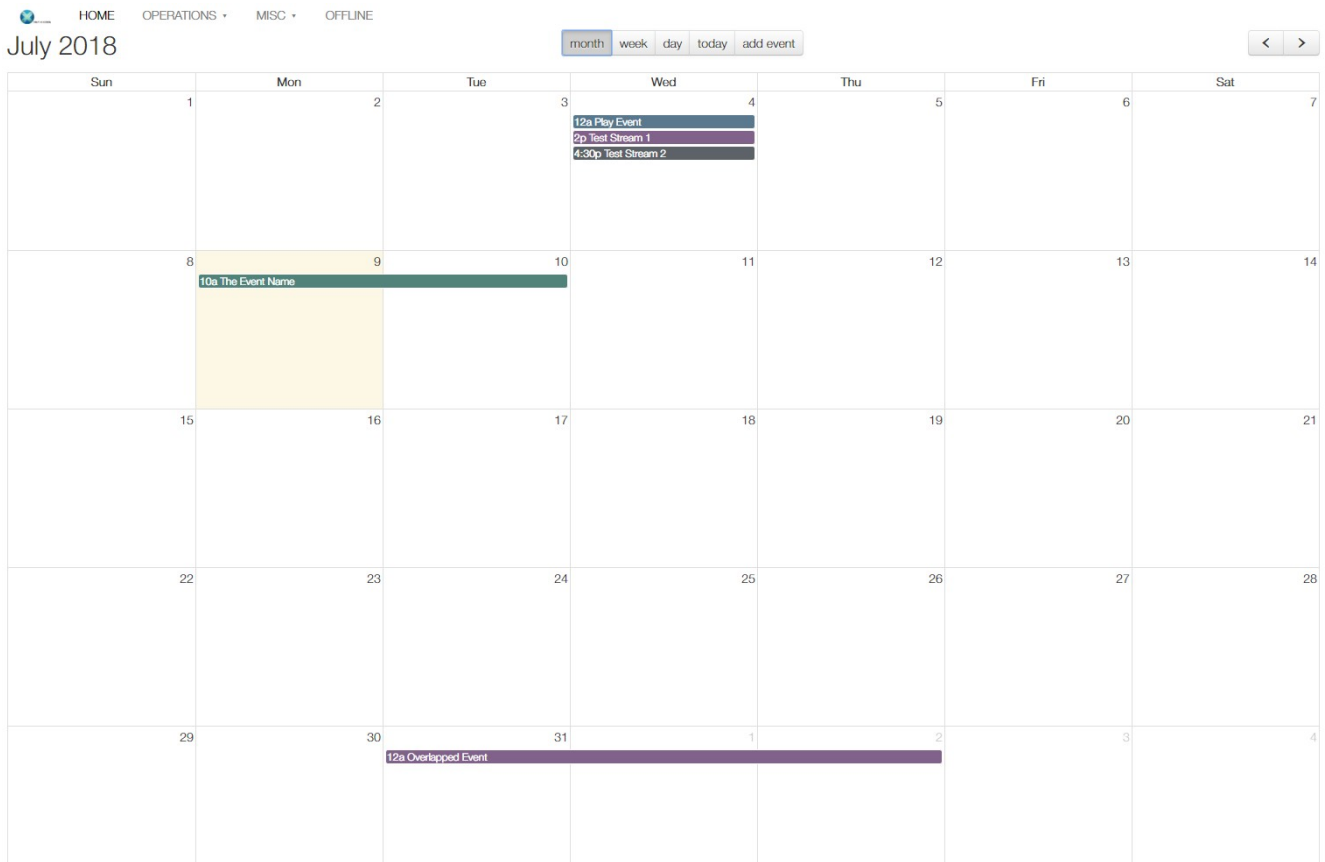 HOME OPERATIONS MISC OFFLINE
July 2018 month week day today add event
Sun Mon Tue Wed Thu Fri Sat
1 2 3 4 5 6 7
12a Play Event
2p Test Stream 1
4:30p Test Stream 2
8 9 10 11 12 13 14
10a The Event Name
15 16 17 18 19 20 21
22 23 24 25 26 27 28
29 30 31 1 2 3 4
12a Overlapped Event